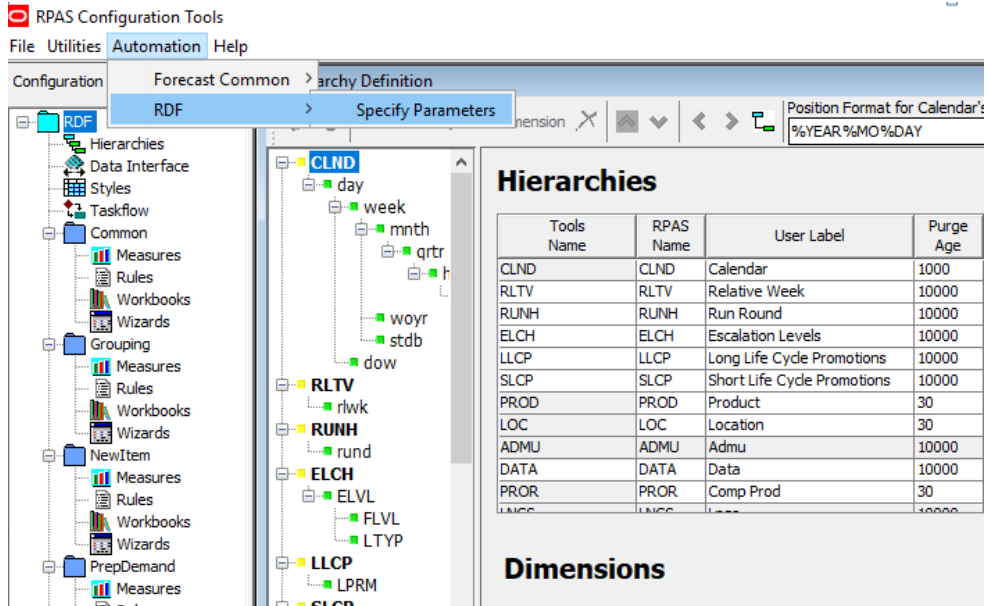 RPAS Configuration Tools
File Utilities Automation Help
Configuration
Forecast Common
RDF
Specify Parameters
archy Definition
mension
Position Format for Calendar's
%YEAR%MO%DAY
RDF
Hierarchies
Data Interface
Styles
Taskflow
Common
Measures
Rules
Workbooks
Wizards
Grouping
Measures
Rules
Workbooks
Wizards
NewItem
Measures
Rules
Workbooks
Wizards
PrepDemand
Measures
CLND
day
week
mnth
qrtr
h
woyr
stdb
dow
RLTV
rlwk
RUNH
rund
ELCH
ELVL
FLVL
LTYP
LLCP
LPRM
SLCP
Hierarchies
Tools Name RPAS Name User Label Purge Age
CLND CLND Calendar 1000
RLTV RLTV Relative Week 10000
RUNH RUNH Run Round 10000
ELCH ELCH Escalation Levels 10000
LLCP LLCP Long Life Cycle Promotions 10000
SLCP SLCP Short Life Cycle Promotions 10000
PROD PROD Product 30
LOC LOC Location 30
ADMU ADMU Admu 10000
DATA DATA Data 10000
PROR PROR Comp Prod 30
Dimensions